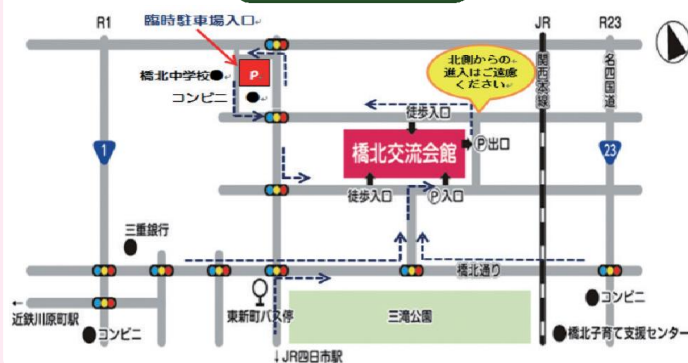 R1
臨時駐車場入口
JR
R23
橋北中学校
P
コンビニ
北側からの
進入はご遠慮
ください
関西本線
名四国道
徒歩入口
橋北交流会館
P出口
1
23
徒歩入口
P入口
三重銀行
橋北通り
←
近鉄川原町駅
コンビニ
東新町バス停
三滝公園
コンビニ
橋北子育て支援センター
↓JR四日市駅